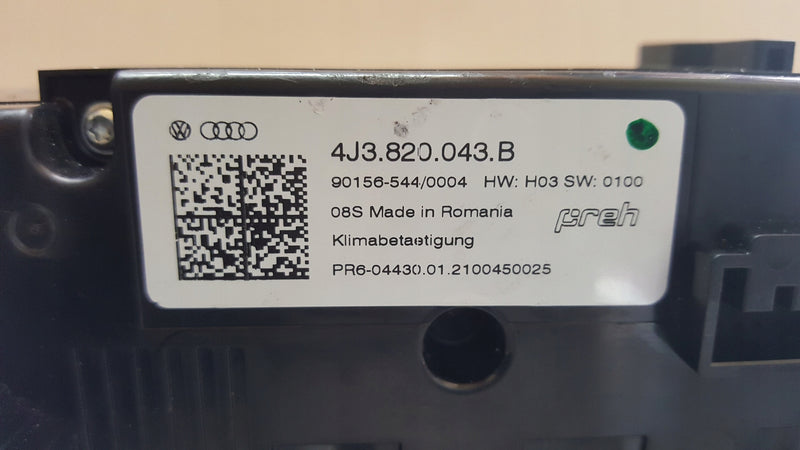 4J3.820.043.B
90156-544/0004 HW: H03 SW: 0100
08S Made in Romania
preh
Klimabetaetigung
PR6-04430.01.2100450025